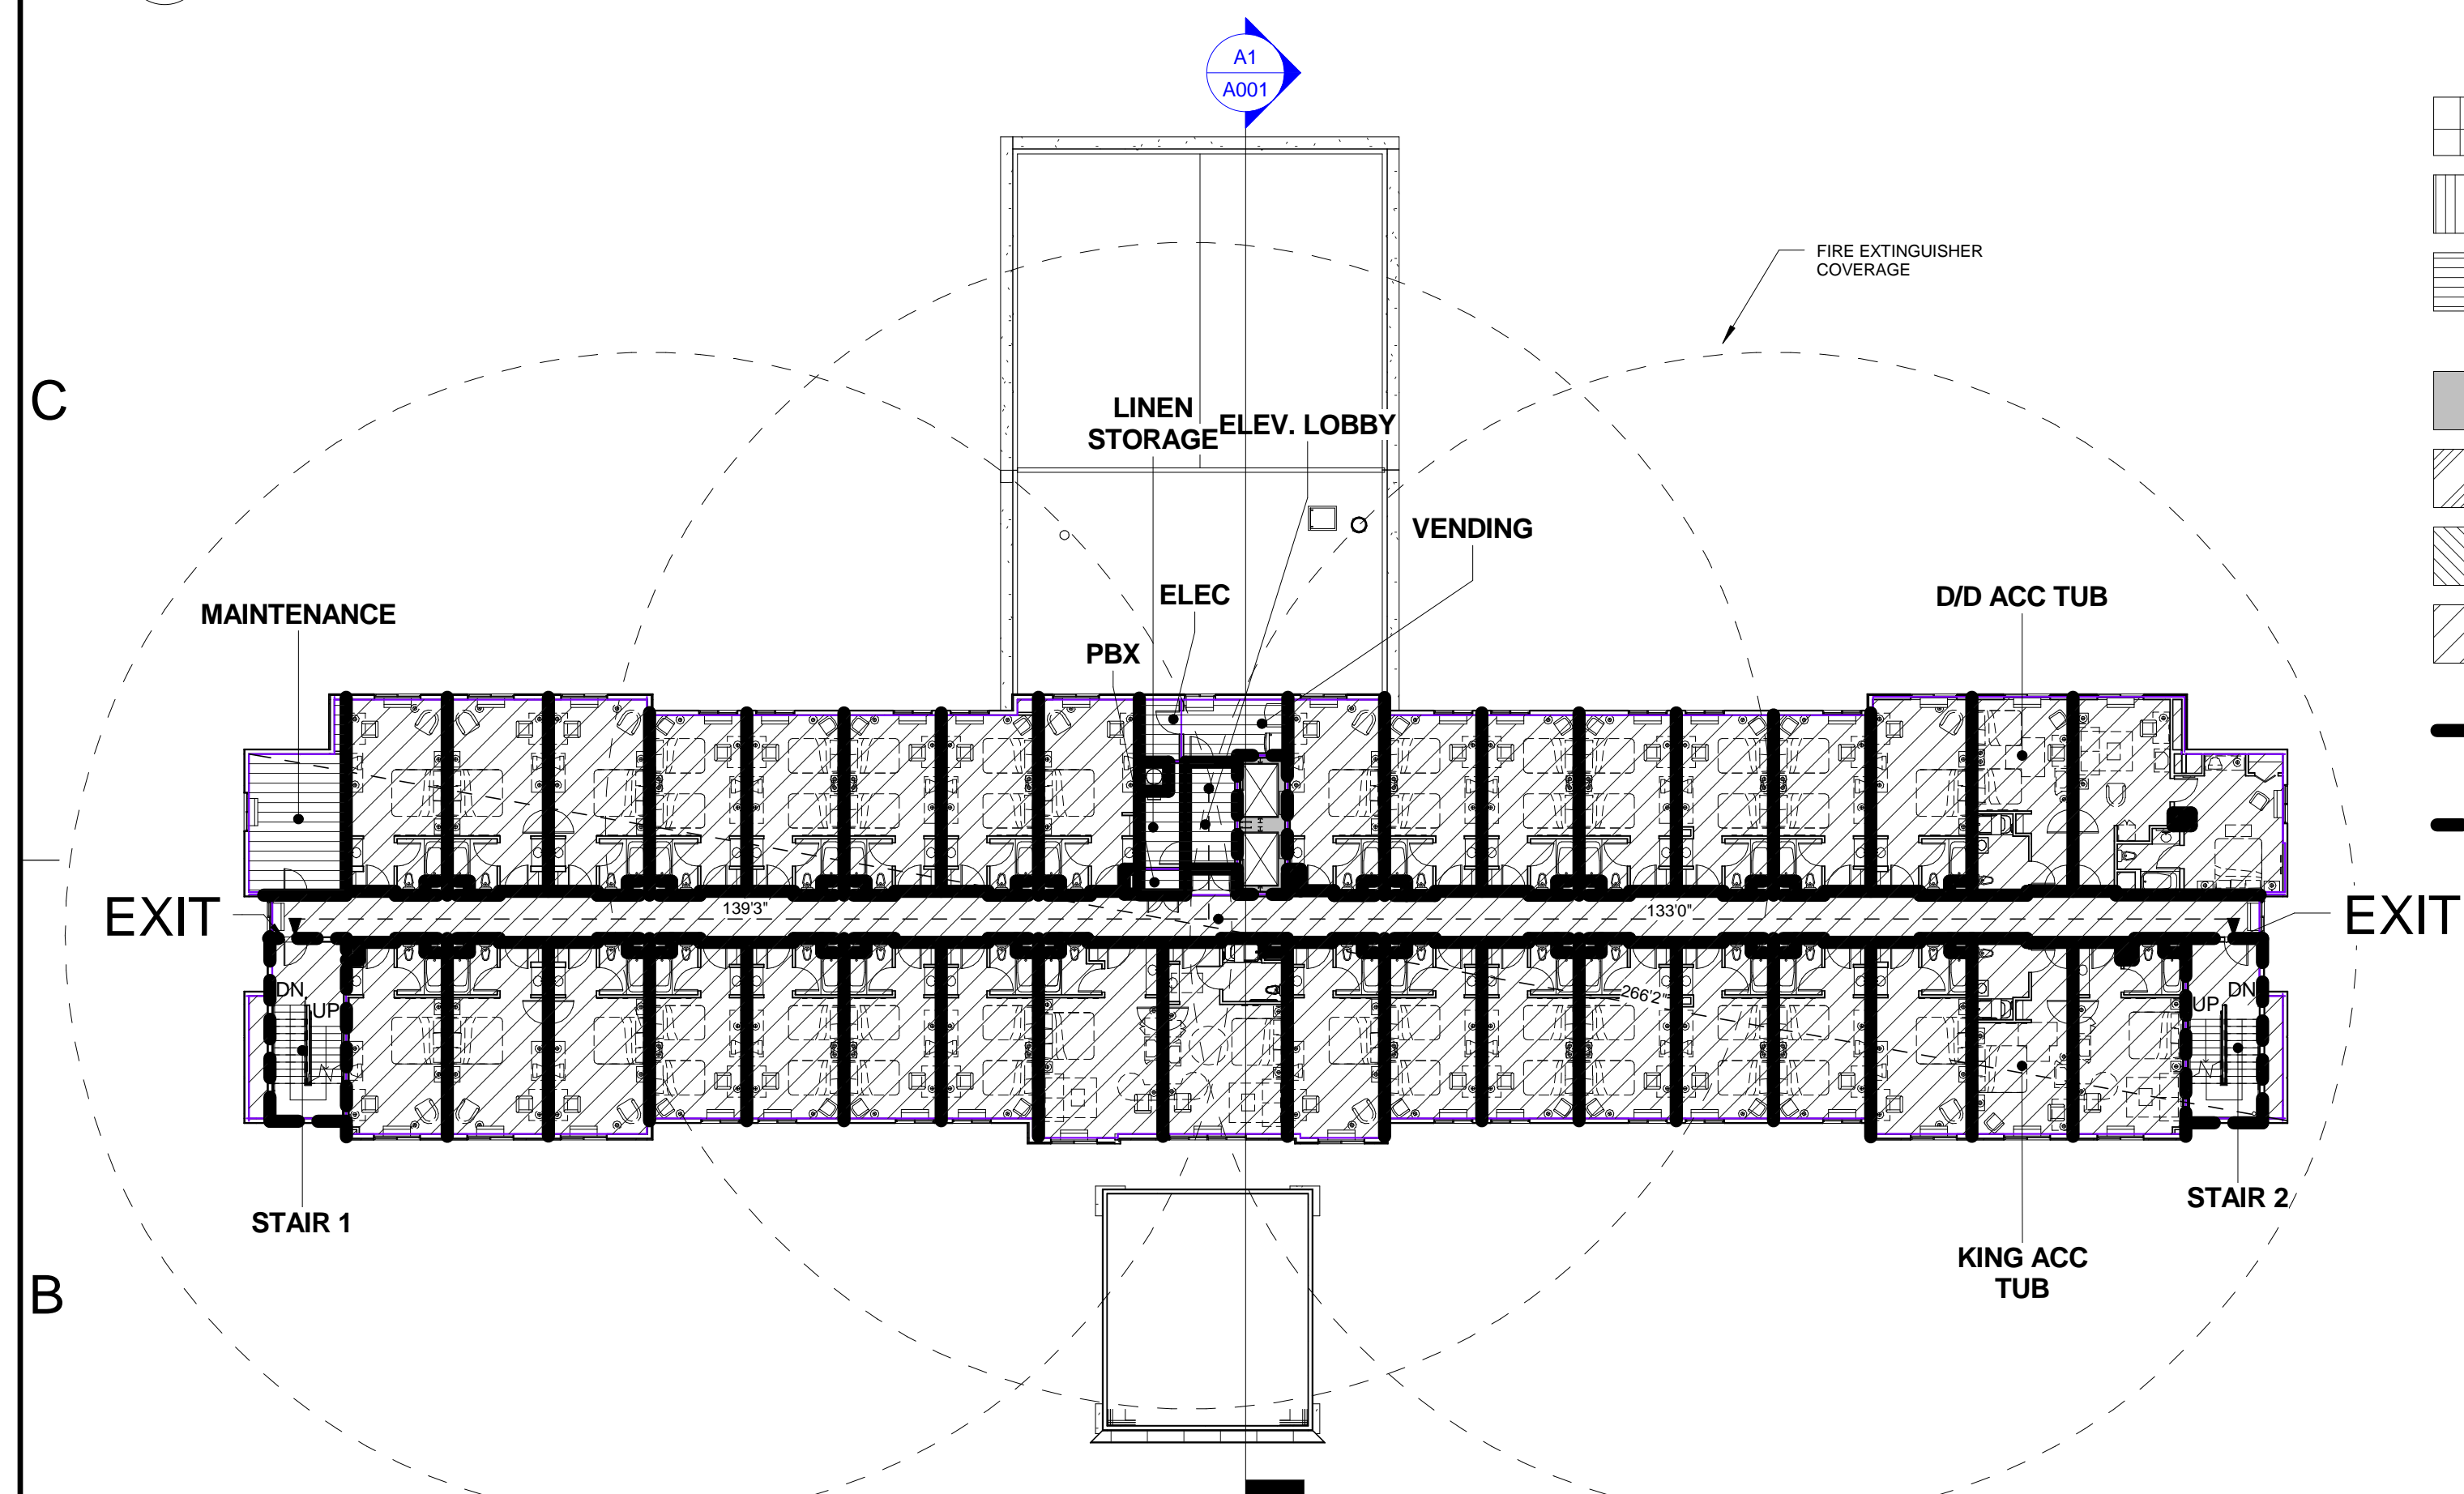 A1
A001
FIRE EXTINGUISHER
COVERAGE
C
LINEN
STORAGE
ELEV. LOBBY
VENDING
ELEC
D/D ACC TUB
MAINTENANCE
PBX
EXIT
139'3"
133'0"
EXIT
DN
UP
266'2"
UP
DN
STAIR 1
STAIR 2
KING ACC
TUB
B